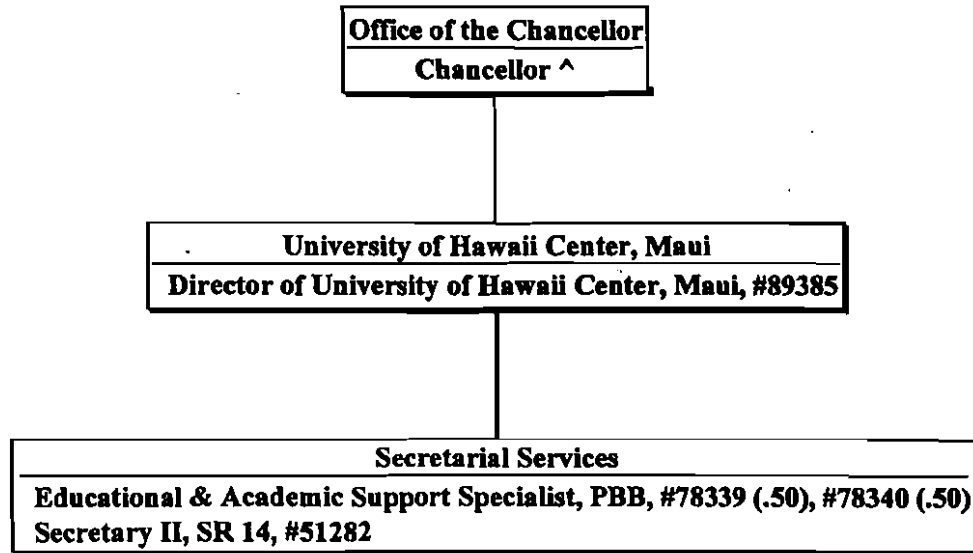 Office of the Chancellor
Chancellor ^
University of Hawaii Center, Maui
Director of University of Hawaii Center, Maui, #89385
Secretarial Services
Educational & Academic Support Specialist, PBB, #78339 (.50), #78340 (.50)
Secretary II, SR 14, #51282